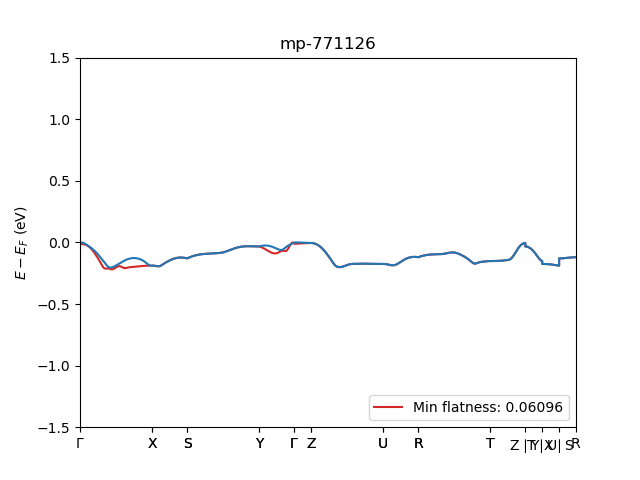 mp-771126
E − E_F (eV)
1.5
1.0
0.5
0.0
−0.5
−1.0
−1.5
Min flatness: 0.06096
Γ X S Y Γ Z U R T Z | T Y | X U | S R